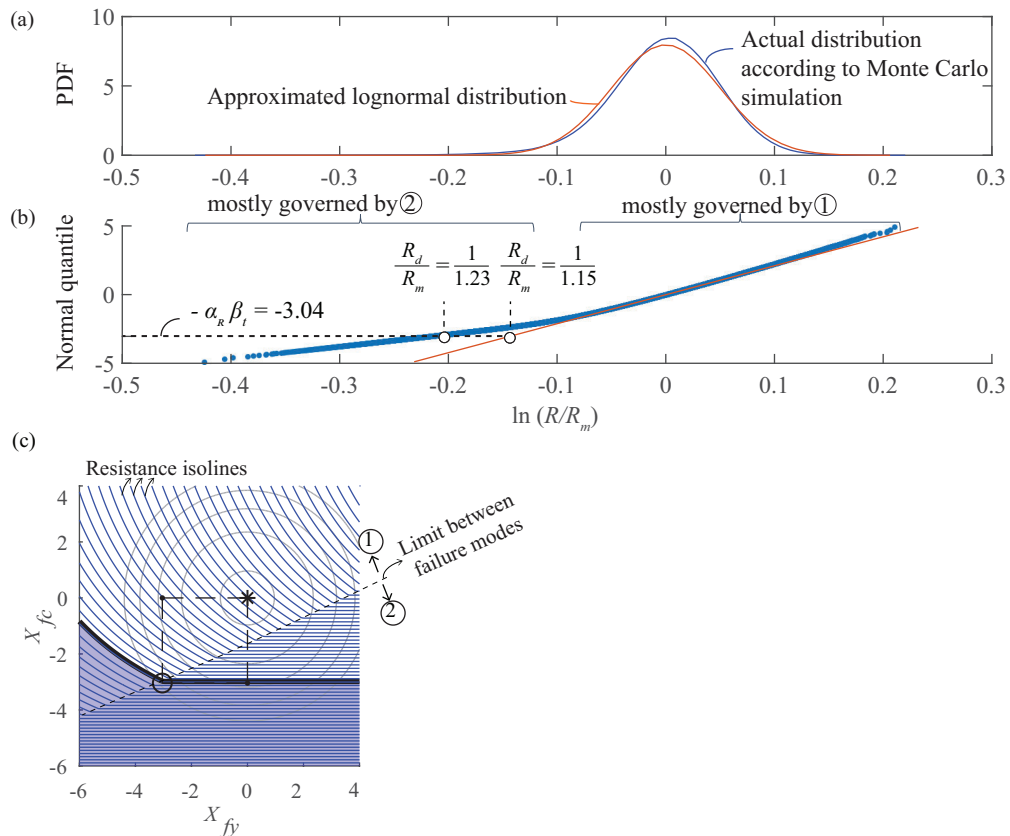 (a)
PDF
10
5
0
Actual distribution
according to Monte Carlo
simulation
Approximated lognormal distribution
-0.5 -0.4 -0.3 -0.2 -0.1 0 0.1 0.2 0.3
(b)
mostly governed by ②
mostly governed by ①
Normal quantile
5
0
-5
R_d/R_m = 1/1.23
R_d/R_m = 1/1.15
- α_R β_t = -3.04
-0.5 -0.4 -0.3 -0.2 -0.1 0 0.1 0.2 0.3
ln (R/R_m)
(c)
Resistance isolines
X_fc
4
2
0
-2
-4
-6
①
②
Limit between
failure modes
-6 -4 -2 0 2 4
X_fy